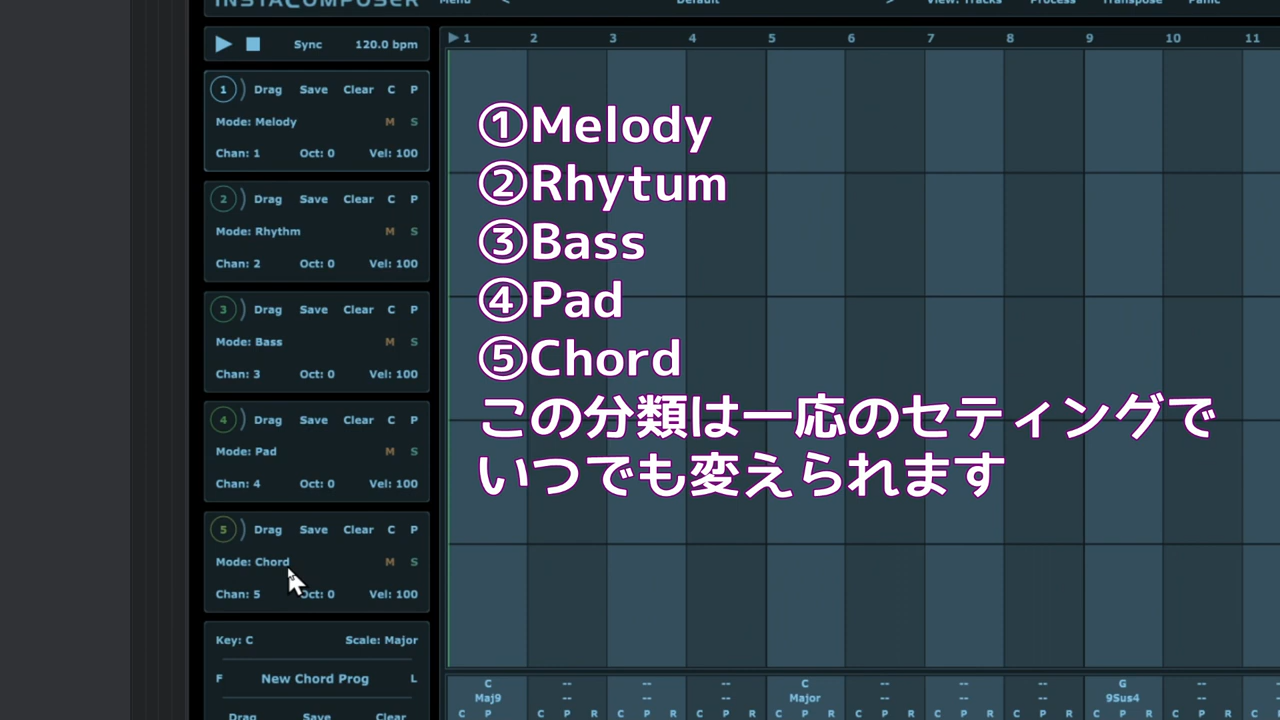 INSTACOMPOSER Menu < Default > View: Tracks Process Transpose Panic
Sync 120.0 bpm
1 2 3 4 5 6 7 8 9 10 11
1 Drag Save Clear C P
Mode: Melody M S
Chan: 1 Oct: 0 Vel: 100
2 Drag Save Clear C P
Mode: Rhythm M S
Chan: 2 Oct: 0 Vel: 100
3 Drag Save Clear C P
Mode: Bass M S
Chan: 3 Oct: 0 Vel: 100
4 Drag Save Clear C P
Mode: Pad M S
Chan: 4 Oct: 0 Vel: 100
5 Drag Save Clear C P
Mode: Chord M S
Chan: 5 Oct: 0 Vel: 100
Key: C Scale: Major
F New Chord Prog L
Drag Save Clear
①Melody
②Rhytum
③Bass
④Pad
⑤Chord
この分類は一応のセティングで
いつでも変えられます
C -- -- -- C -- -- -- G --
Maj9 -- -- -- Major -- -- -- 9Sus4 --
C P C P R C P R C P R C P R C P R C P R C P R C P R C P R C